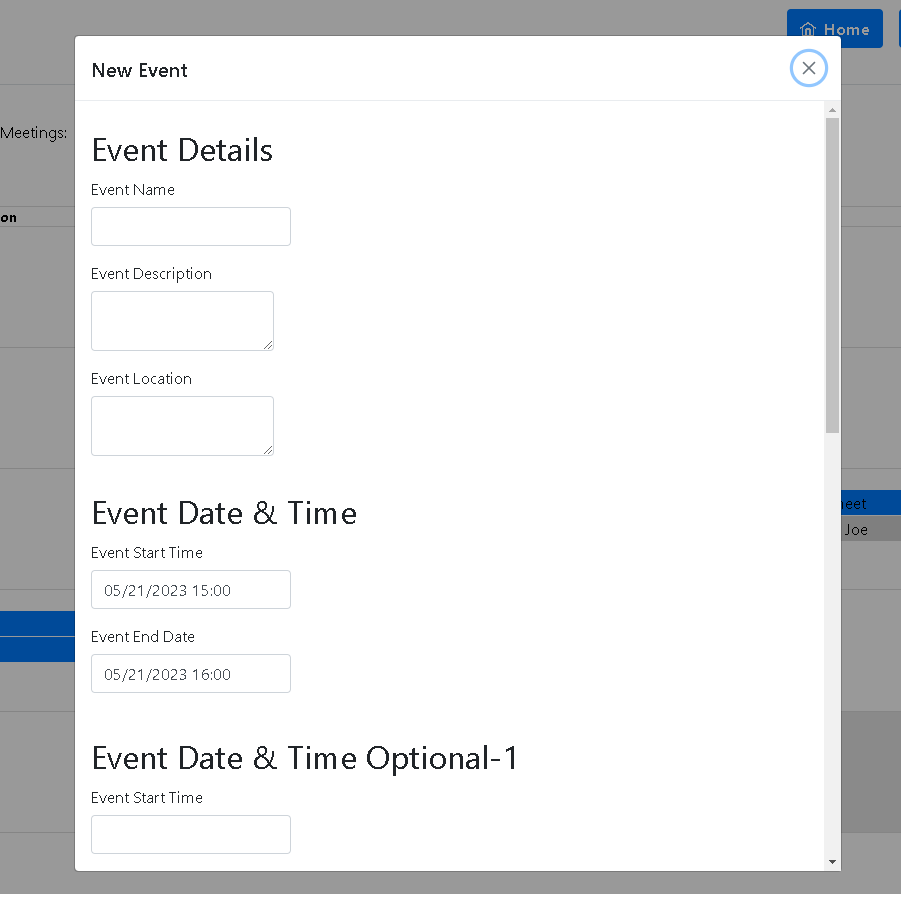 Home
New Event
Meetings:
Event Details
Event Name
on
Event Description
Event Location
Event Date & Time
Event Start Time
Joe
05/21/2023 15:00
Event End Date
05/21/2023 16:00
Event Date & Time Optional-1
Event Start Time